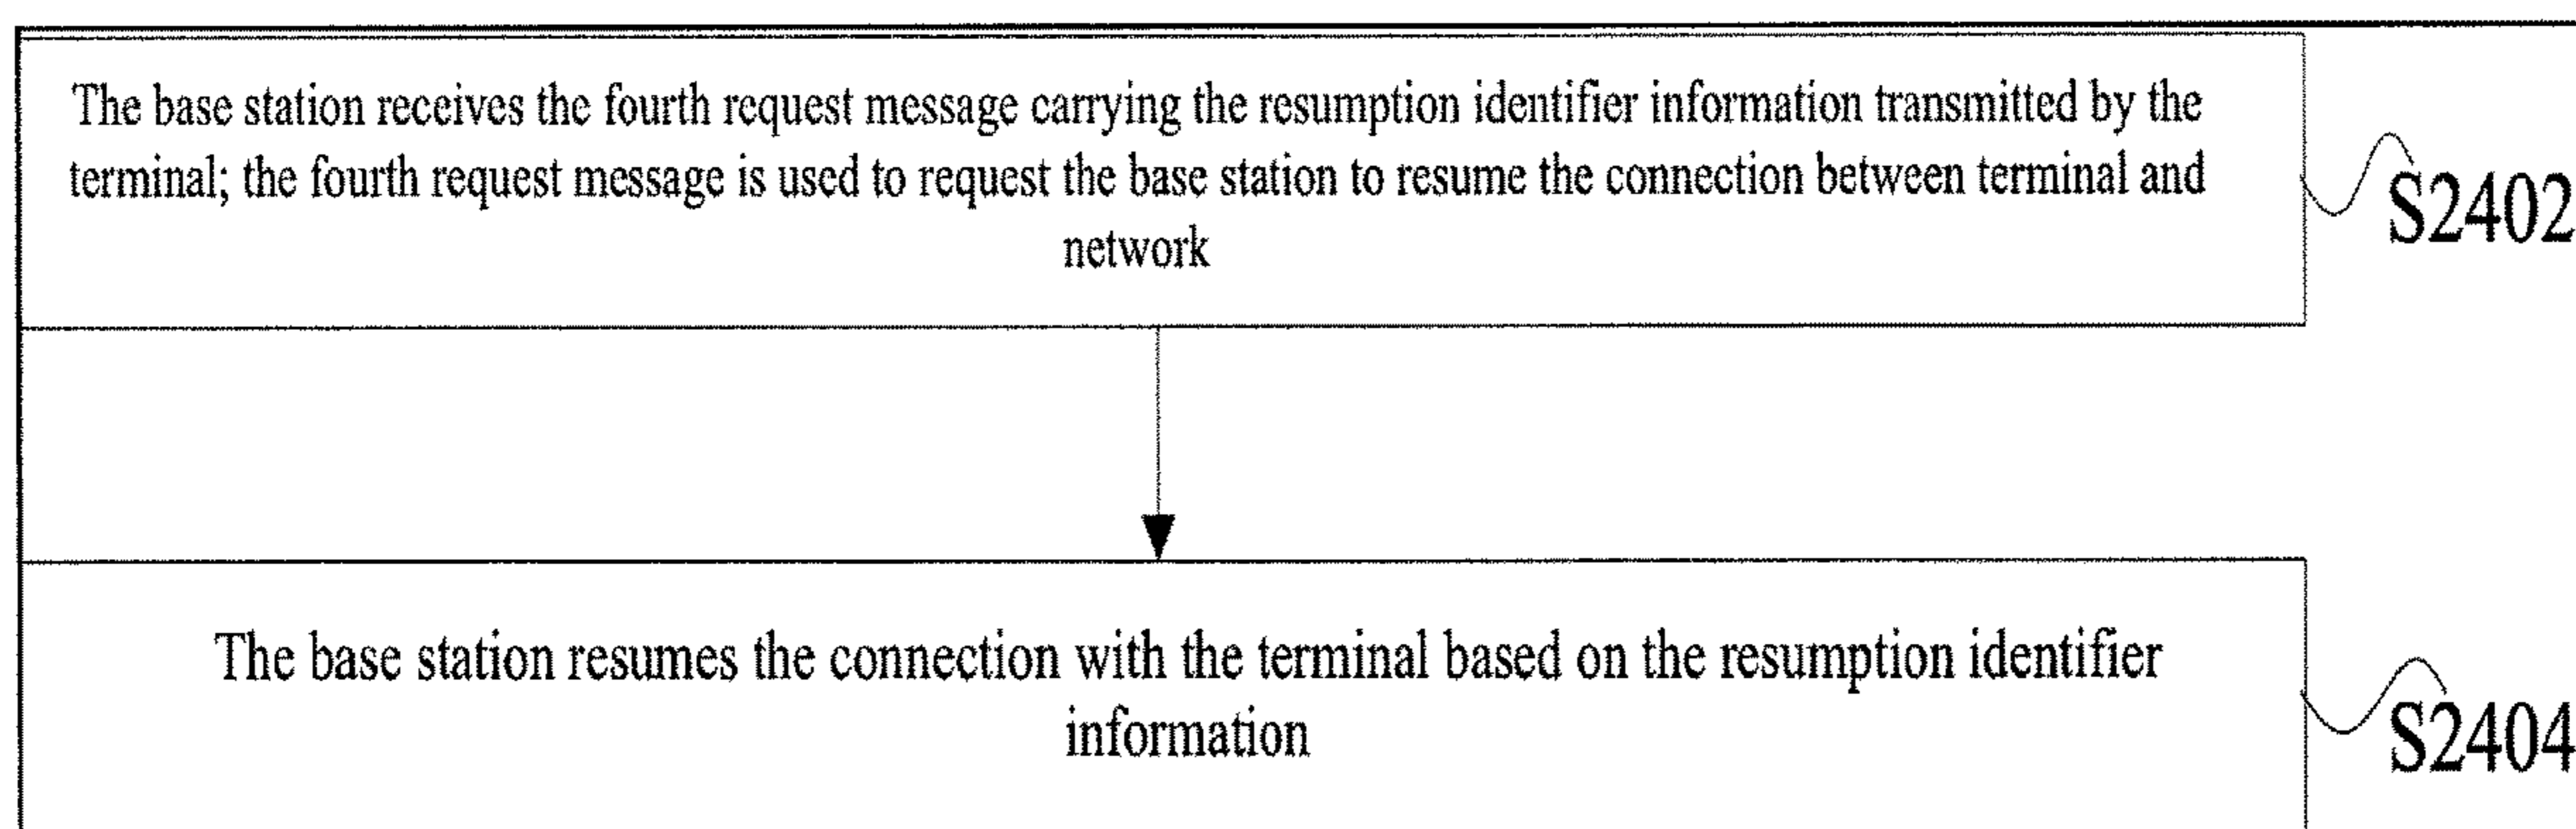 The base station receives the fourth request message carrying the resumption identifier information transmitted by the
terminal; the fourth request message is used to request the base station to resume the connection between terminal and
network
S2402
The base station resumes the connection with the terminal based on the resumption identifier
information
S2404